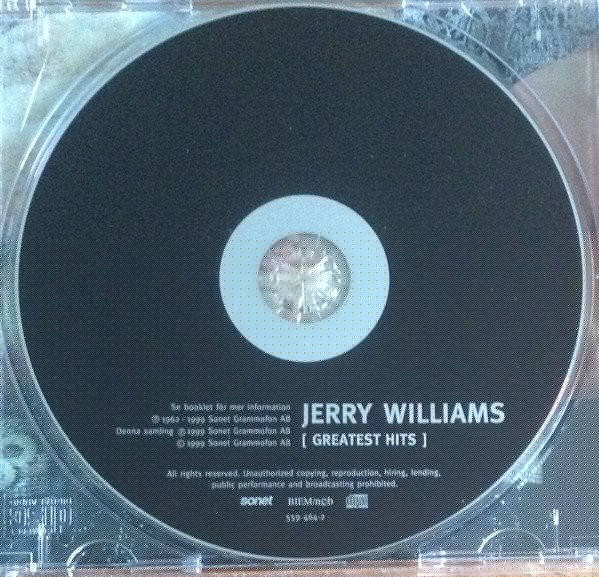 Se booklet för mer information
℗ 1962 - 1999 Sonet Grammofon AB
Denna samling ℗ 1999 Sonet Grammofon AB
© 1999 Sonet Grammofon AB
JERRY WILLIAMS
[ GREATEST HITS ]
All rights reserved. Unauthorized copying, reproduction, hiring, lending,
public performance and broadcasting prohibited.
sonet BIEM/n©b
559 464-2